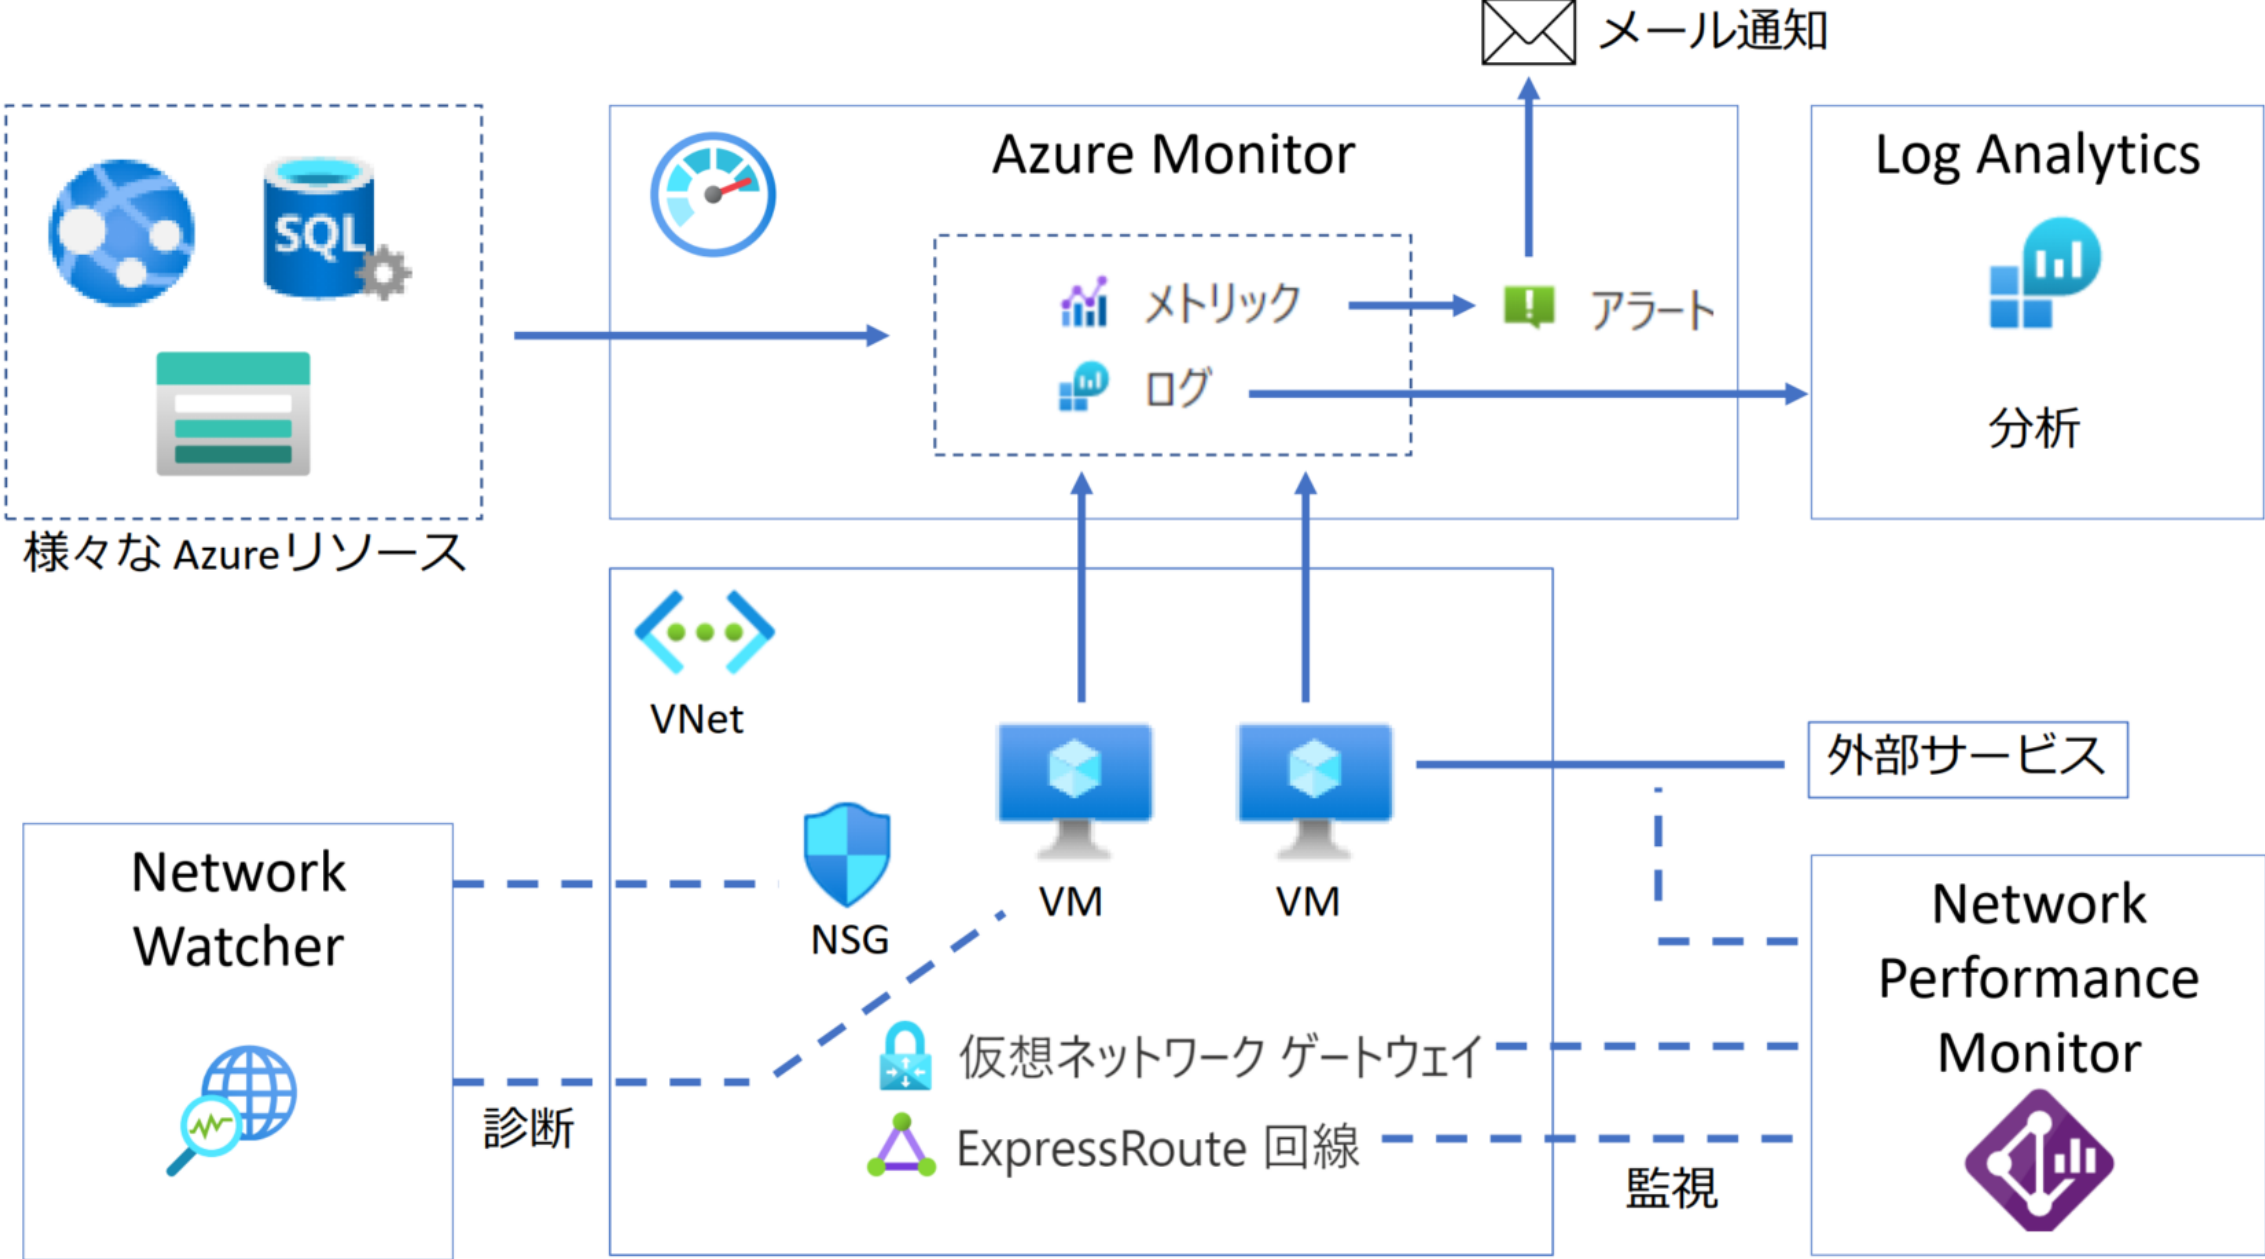 メール通知
Azure Monitor
Log Analytics
SQL
メトリック
アラート
ログ
分析
様々な Azureリソース
VNet
外部サービス
Network
Watcher
VM
VM
NSG
Network
Performance
Monitor
仮想ネットワーク ゲートウェイ
診断
ExpressRoute 回線
監視